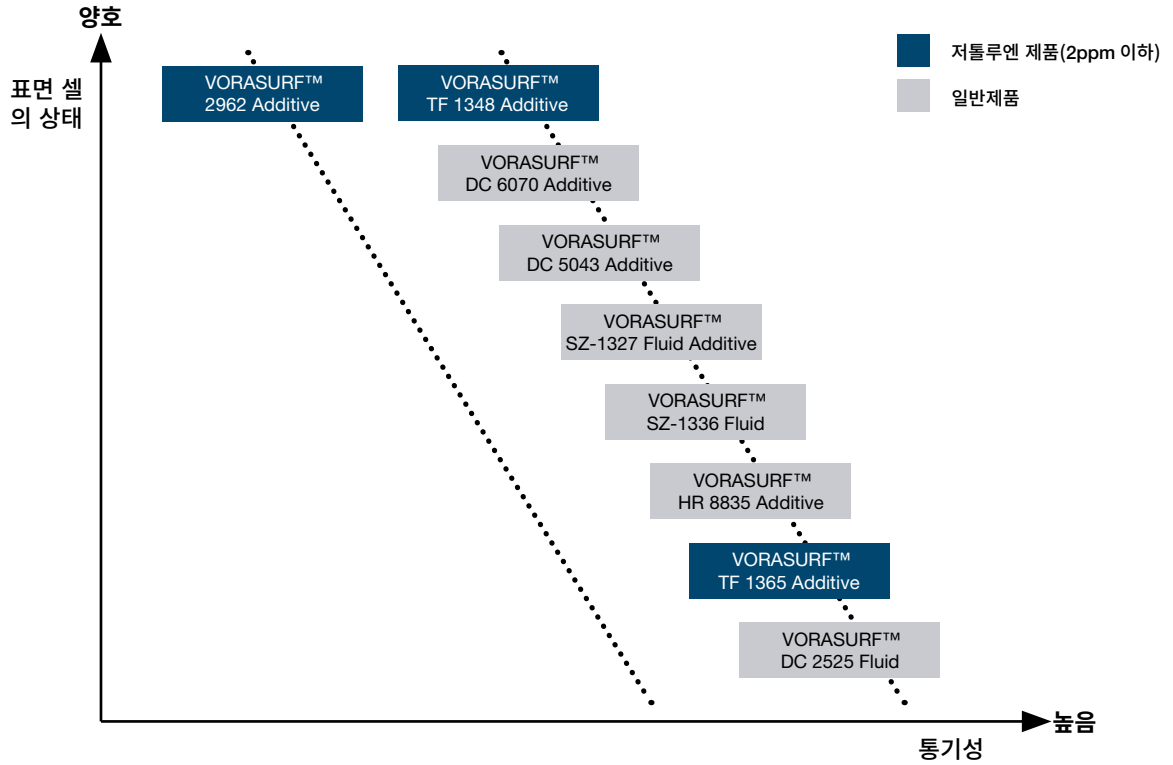 양호
표면 셀
의 상태
저톨루엔 제품(2ppm 이하)
일반제품
VORASURF™
2962 Additive
VORASURF™
TF 1348 Additive
VORASURF™
DC 6070 Additive
VORASURF™
DC 5043 Additive
VORASURF™
SZ-1327 Fluid Additive
VORASURF™
SZ-1336 Fluid
VORASURF™
HR 8835 Additive
VORASURF™
TF 1365 Additive
VORASURF™
DC 2525 Fluid
높음
통기성